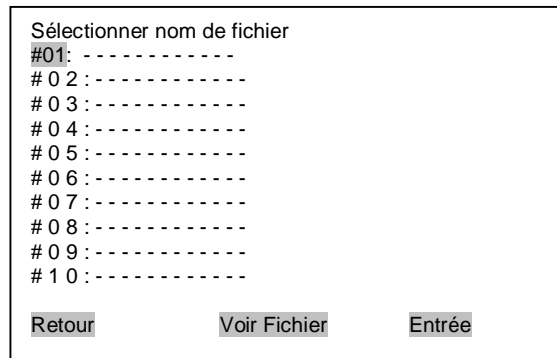 Sélectionner nom de fichier
#01: - - - - - - - - - - - -
# 0 2 : - - - - - - - - - - - -
# 0 3 : - - - - - - - - - - - -
# 0 4 : - - - - - - - - - - - -
# 0 5 : - - - - - - - - - - - -
# 0 6 : - - - - - - - - - - - -
# 0 7 : - - - - - - - - - - - -
# 0 8 : - - - - - - - - - - - -
# 0 9 : - - - - - - - - - - - -
# 1 0 : - - - - - - - - - - - -
Retour Voir Fichier Entrée